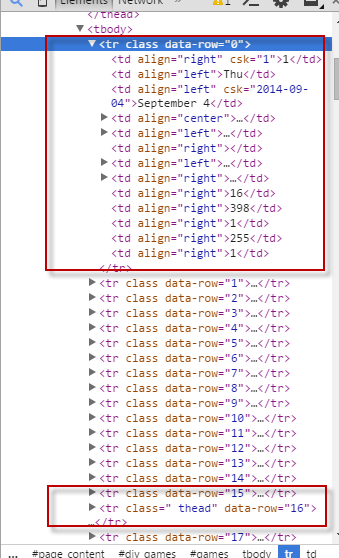 Elements Network » 1
</thead>
▼<tbody>
▼<tr class data-row="0">
<td align="right" csk="1">1</td>
<td align="left">Thu</td>
<td align="left" csk="2014-09-
04">September 4</td>
▶<td align="center">…</td>
▶<td align="left">…</td>
<td align="right"></td>
▶<td align="left">…</td>
▶<td align="right">…</td>
<td align="right">16</td>
<td align="right">398</td>
<td align="right">1</td>
<td align="right">255</td>
<td align="right">1</td>
</tr>
▶<tr class data-row="1">…</tr>
▶<tr class data-row="2">…</tr>
▶<tr class data-row="3">…</tr>
▶<tr class data-row="4">…</tr>
▶<tr class data-row="5">…</tr>
▶<tr class data-row="6">…</tr>
▶<tr class data-row="7">…</tr>
▶<tr class data-row="8">…</tr>
▶<tr class data-row="9">…</tr>
▶<tr class data-row="10">…</tr>
▶<tr class data-row="11">…</tr>
▶<tr class data-row="12">…</tr>
▶<tr class data-row="13">…</tr>
▶<tr class data-row="14">…</tr>
▶<tr class data-row="15">…</tr>
▶<tr class=" thead" data-row="16">
…</tr>
▶<tr class data-row="17">…</tr>
... #page_content #div_games #games tbody tr td